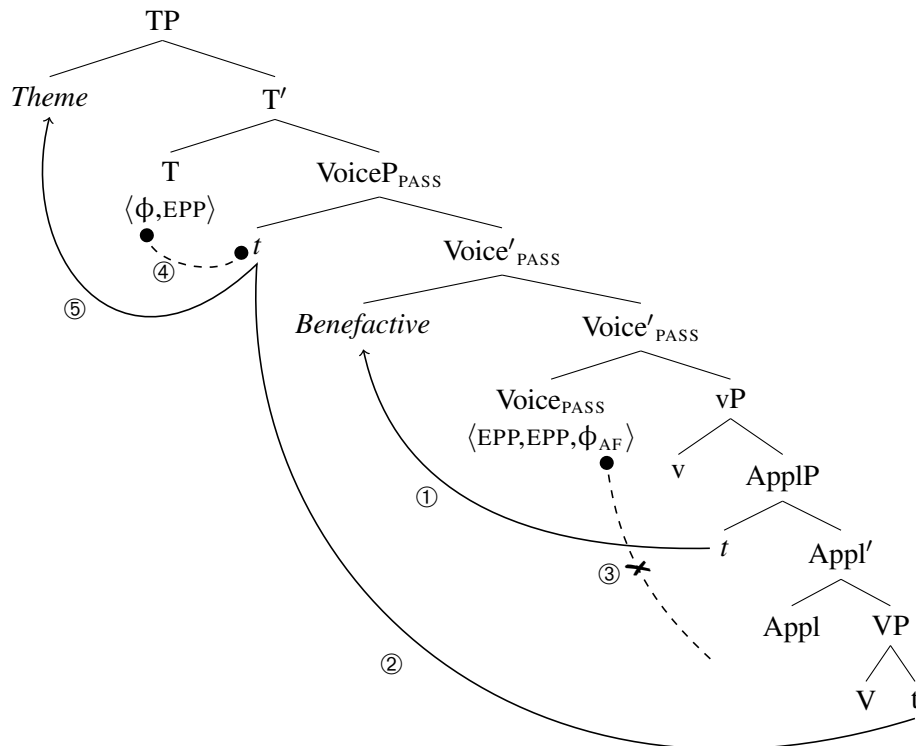 TP
Theme T′
T VoiceP_PASS
⟨ϕ,EPP⟩
t Voice′_PASS
④
⑤ Benefactive Voice′_PASS
Voice_PASS vP
⟨EPP,EPP,ϕ_AF⟩
v ApplP
①
t Appl′
③
Appl VP
②
V t